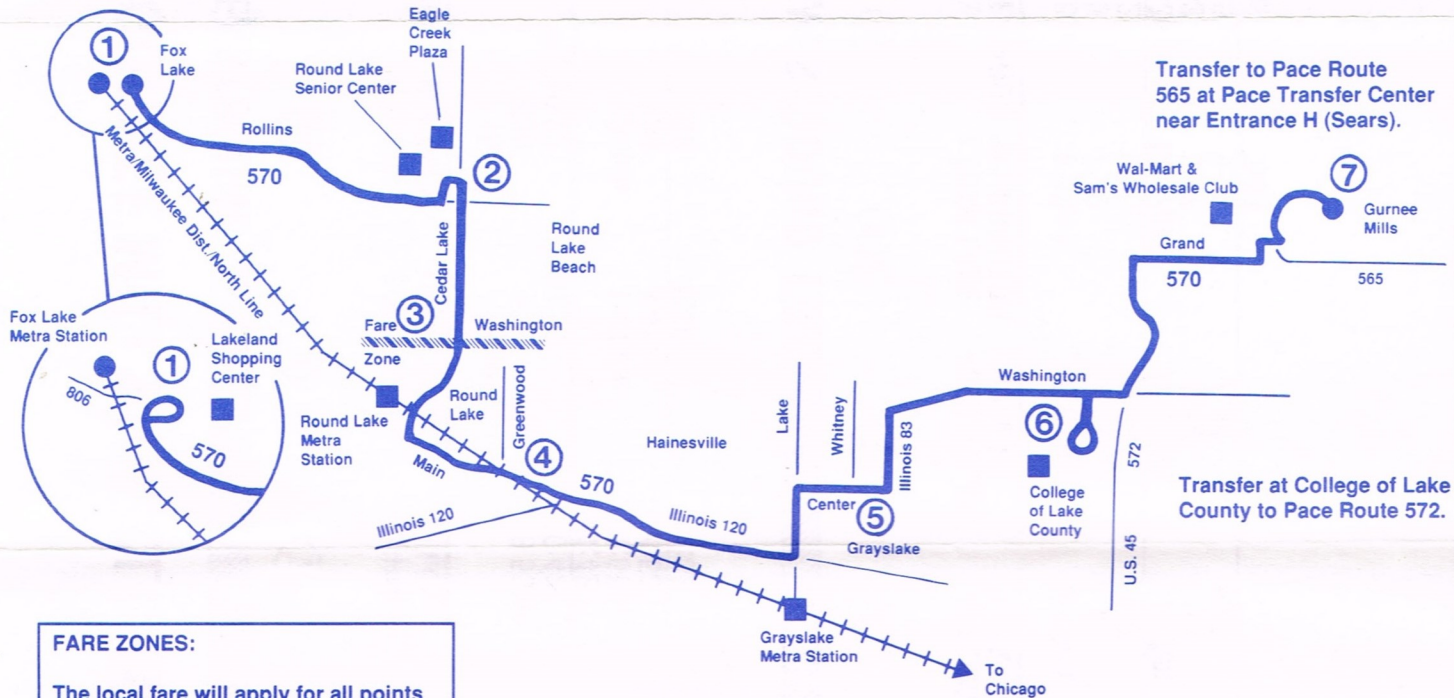 Eagle
Creek
Plaza
①
Fox
Lake
Round Lake
Senior Center
Rollins
570
②
Metra/Milwaukee Dist./North Line
Cedar Lake
Round
Lake
Beach
Fare
Zone
③
Washington
Fox Lake
Metra Station
①
Lakeland
Shopping
Center
806
570
Round Lake
Metra
Station
Round
Lake
Greenwood
Main
④
570
Hainesville
Illinois 120
Illinois 120
Lake
Whitney
Center
⑤
Grayslake
Illinois 83
Grayslake
Metra Station
To
Chicago
Washington
⑥
College
of Lake
County
572
U.S. 45
Transfer at College of Lake
County to Pace Route 572.
Transfer to Pace Route
565 at Pace Transfer Center
near Entrance H (Sears).
Wal-Mart &
Sam's Wholesale Club
⑦
Gurnee
Mills
Grand
570
565
FARE ZONES:
The local fare will apply for all points